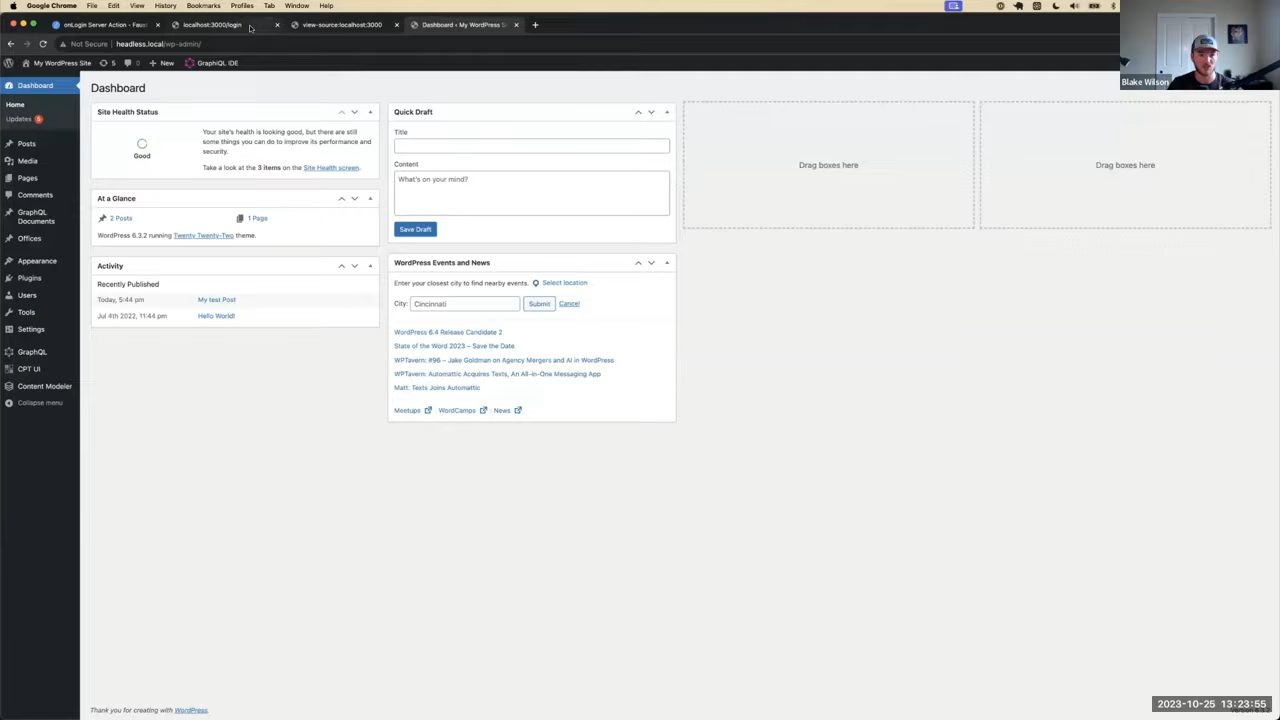 Google Chrome File Edit View History Bookmarks Profiles Tab Window Help
onLogin Server Action - Faus
localhost:3000/login
view-source:localhost:3000
Dashboard ‹ My WordPress S
Not Secure headless.local/wp-admin/
My WordPress Site 5 0 + New GraphiQL IDE
Blake Wilson
Dashboard
Home
Updates 5
Posts
Media
Pages
Comments
GraphQL
Documents
Offices
Appearance
Plugins
Users
Tools
Settings
GraphQL
CPT UI
Content Modeler
Collapse menu
Dashboard
Site Health Status
Good
Your site's health is looking good, but there are still
some things you can do to improve its performance and
security.
Take a look at the 3 items on the Site Health screen.
At a Glance
2 Posts
1 Page
WordPress 6.3.2 running Twenty Twenty-Two theme.
Activity
Recently Published
Today, 5:44 pm My test Post
Jul 4th 2022, 11:44 pm Hello World!
Quick Draft
Title
Content
What's on your mind?
Save Draft
WordPress Events and News
Enter your closest city to find nearby events. Select location
City: Cincinnati Submit Cancel
WordPress 6.4 Release Candidate 2
State of the Word 2023 – Save the Date
WPTavern: #96 – Jake Goldman on Agency Mergers and AI in WordPress
WPTavern: Automattic Acquires Texts, An All-in-One Messaging App
Matt: Texts Joins Automattic
Meetups | WordCamps | News
Drag boxes here
Drag boxes here
Thank you for creating with WordPress.
2023-10-25 13:23:55